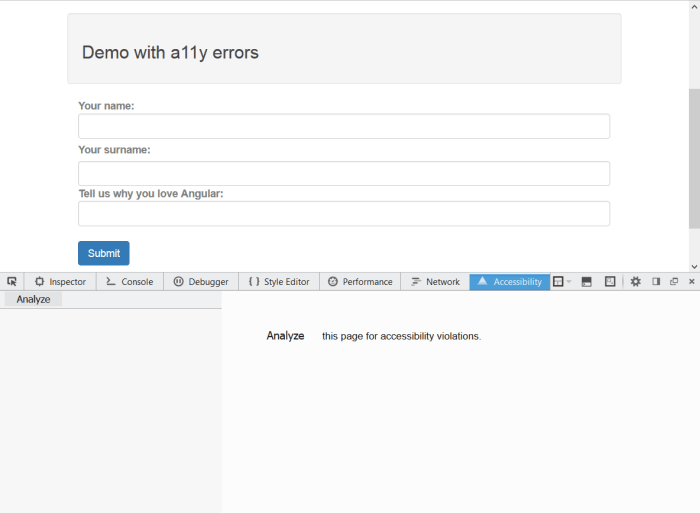 Demo with a11y errors
Your name:
Your surname:
Tell us why you love Angular:
Submit
Inspector Console Debugger { } Style Editor Performance Network Accessibility
Analyze
Analyze this page for accessibility violations.